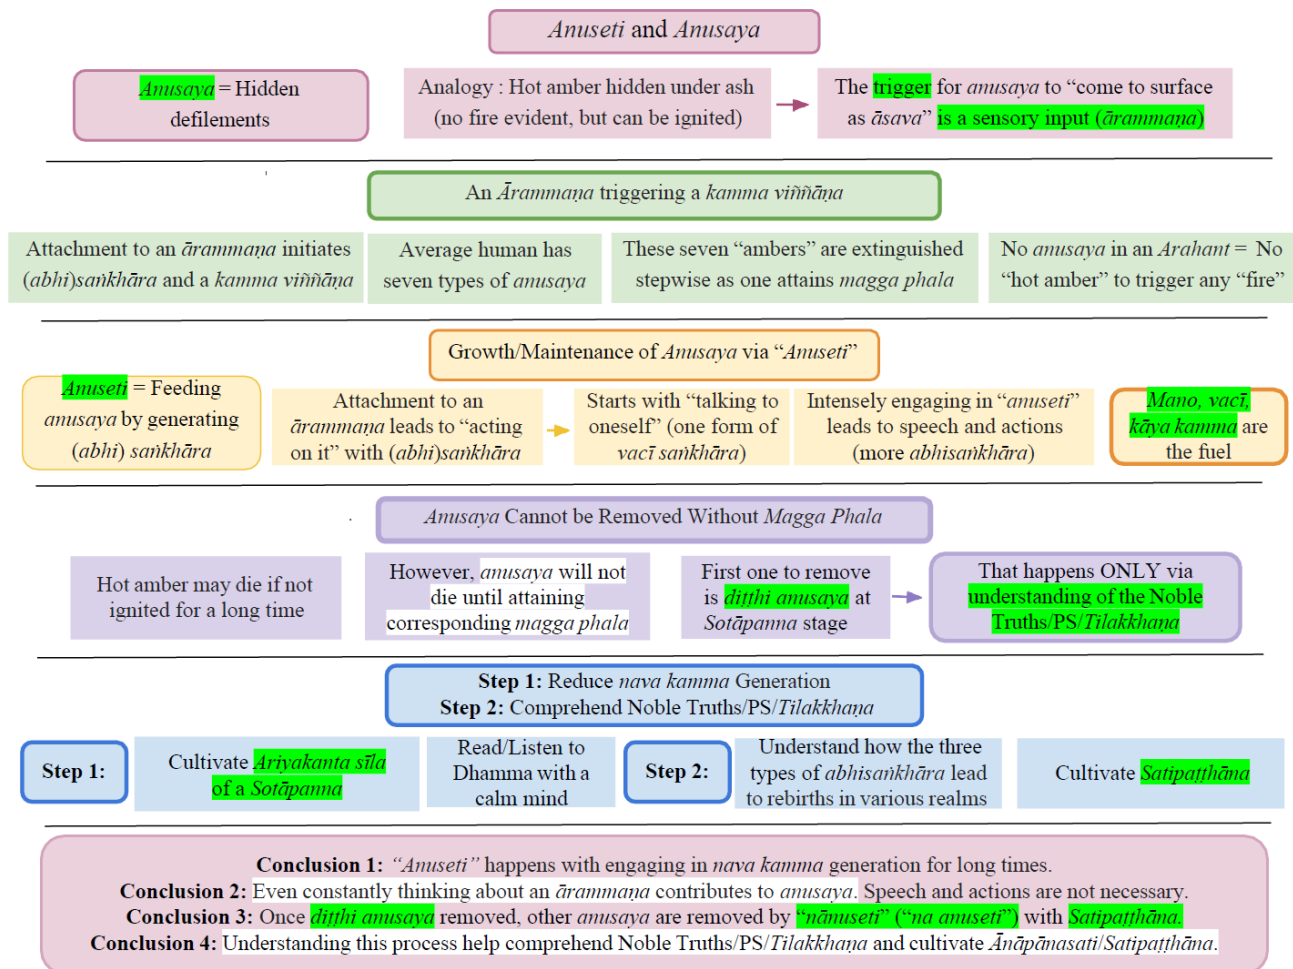 Anuseti and Anusaya
Anusaya = Hidden
defilements
Analogy : Hot amber hidden under ash
(no fire evident, but can be ignited)
The trigger for anusaya to “come to surface
as āsava” is a sensory input (ārammaṇa)
An Ārammaṇa triggering a kamma viññāṇa
Attachment to an ārammaṇa initiates
(abhi)saṅkhāra and a kamma viññāṇa
Average human has
seven types of anusaya
These seven “ambers” are extinguished
stepwise as one attains magga phala
No anusaya in an Arahant = No
“hot amber” to trigger any “fire”
Growth/Maintenance of Anusaya via “Anuseti”
Anuseti = Feeding
anusaya by generating
(abhi) saṅkhāra
Attachment to an
ārammaṇa leads to “acting
on it” with (abhi)saṅkhāra
Starts with “talking to
oneself” (one form of
vacī saṅkhāra)
Intensely engaging in “anuseti”
leads to speech and actions
(more abhisaṅkhāra)
Mano, vacī,
kāya kamma are
the fuel
Anusaya Cannot be Removed Without Magga Phala
Hot amber may die if not
ignited for a long time
However, anusaya will not
die until attaining
corresponding magga phala
First one to remove
is diṭṭhi anusaya at
Sotāpanna stage
That happens ONLY via
understanding of the Noble
Truths/PS/Tilakkhaṇa
Step 1: Reduce nava kamma Generation
Step 2: Comprehend Noble Truths/PS/Tilakkhaṇa
Step 1:
Cultivate Ariyakanta sīla
of a Sotāpanna
Read/Listen to
Dhamma with a
calm mind
Step 2:
Understand how the three
types of abhisaṅkhāra lead
to rebirths in various realms
Cultivate Satipaṭṭhāna
Conclusion 1: “Anuseti” happens with engaging in nava kamma generation for long times.
Conclusion 2: Even constantly thinking about an ārammaṇa contributes to anusaya. Speech and actions are not necessary.
Conclusion 3: Once diṭṭhi anusaya removed, other anusaya are removed by “nānuseti” (“na anuseti”) with Satipaṭṭhāna.
Conclusion 4: Understanding this process help comprehend Noble Truths/PS/Tilakkhaṇa and cultivate Ānāpānasati/Satipaṭṭhāna.